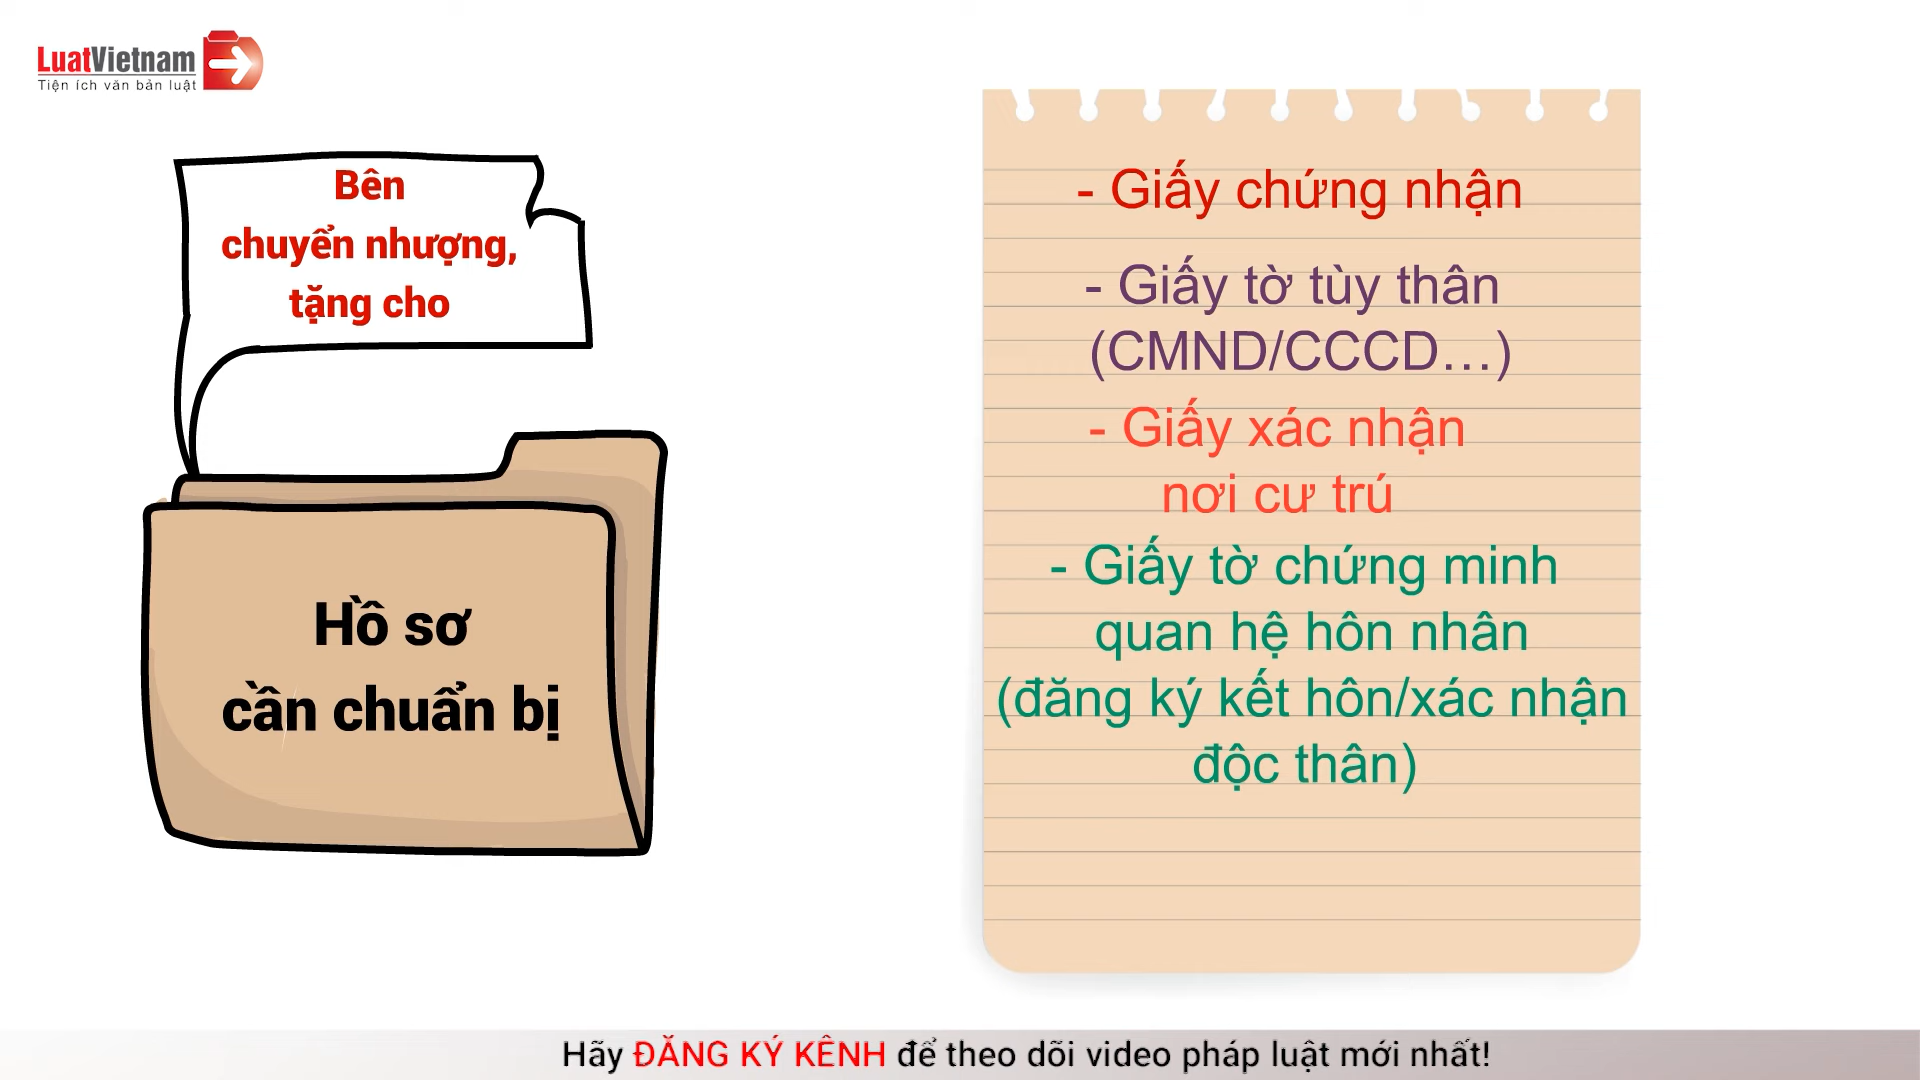 LuatVietnam
Tiện ích văn bản luật
Bên
chuyển nhượng,
tặng cho
Hồ sơ
cần chuẩn bị
- Giấy chứng nhận
- Giấy tờ tùy thân
(CMND/CCCD...)
- Giấy xác nhận
nơi cư trú
- Giấy tờ chứng minh
quan hệ hôn nhân
(đăng ký kết hôn/xác nhận
độc thân)
Hãy ĐĂNG KÝ KÊNH để theo dõi video pháp luật mới nhất!